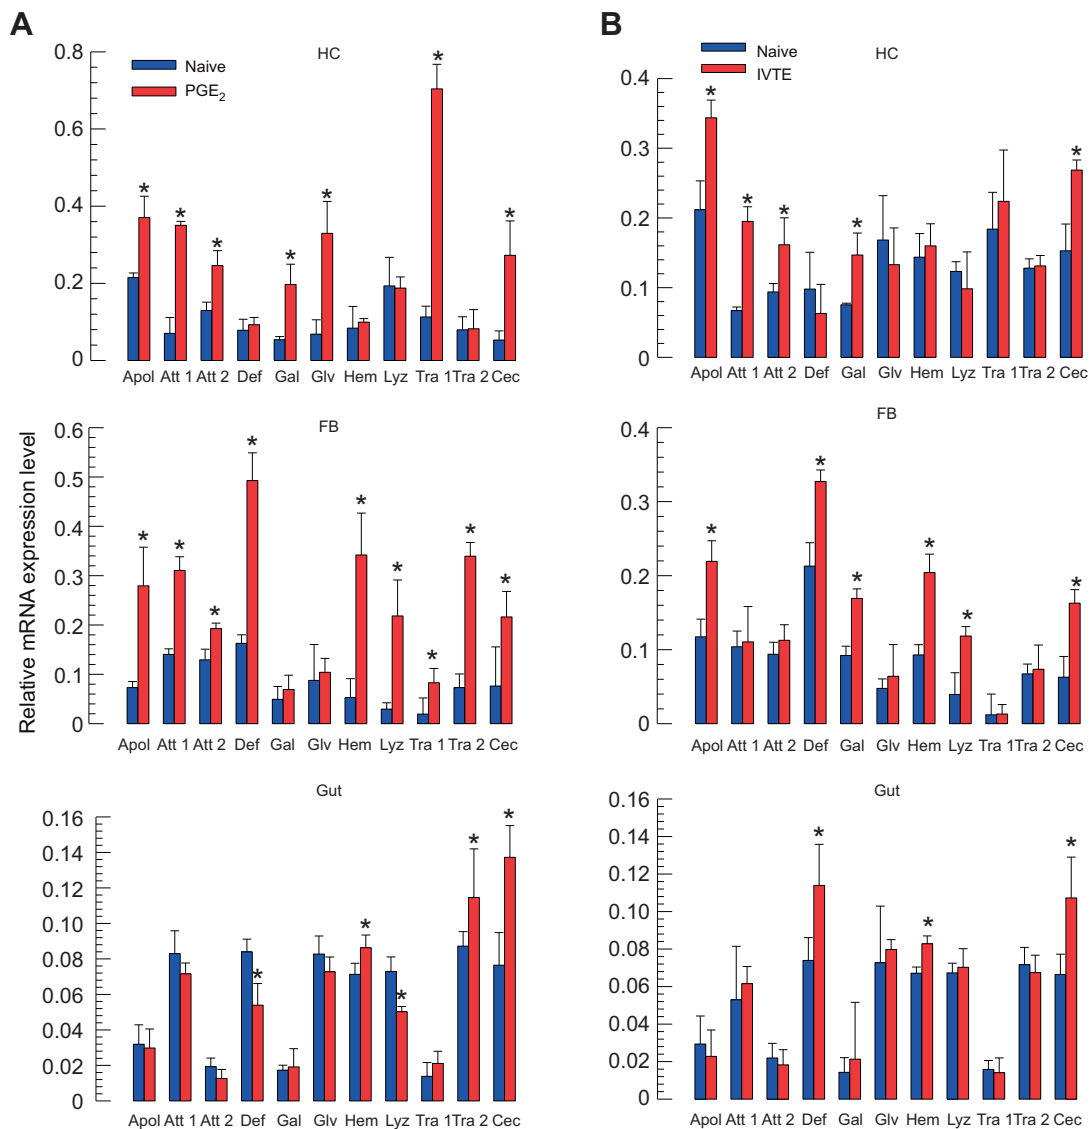 A
HC
Naive
PGE2
0.8
0.6
0.4
0.2
0
* * * * * * *
Apol Att 1 Att 2 Def Gal Glv Hem Lyz Tra 1 Tra 2 Cec
B
HC
Naive
IVTE
0.4
0.3
0.2
0.1
0
* * * * *
Apol Att 1 Att 2 Def Gal Glv Hem Lyz Tra 1 Tra 2 Cec
Relative mRNA expression level
FB
0.6
0.5
0.4
0.3
0.2
0.1
0
* * * * * * * * *
Apol Att 1 Att 2 Def Gal Glv Hem Lyz Tra 1 Tra 2 Cec
FB
0.4
0.3
0.2
0.1
0
* * * * * *
Apol Att 1 Att 2 Def Gal Glv Hem Lyz Tra 1 Tra 2 Cec
Gut
0.16
0.14
0.12
0.10
0.08
0.06
0.04
0.02
0
* * * * *
Apol Att 1 Att 2 Def Gal Glv Hem Lyz Tra 1 Tra 2 Cec
Gut
0.16
0.14
0.12
0.10
0.08
0.06
0.04
0.02
0
* * *
Apol Att 1 Att 2 Def Gal Glv Hem Lyz Tra 1 Tra 2 Cec